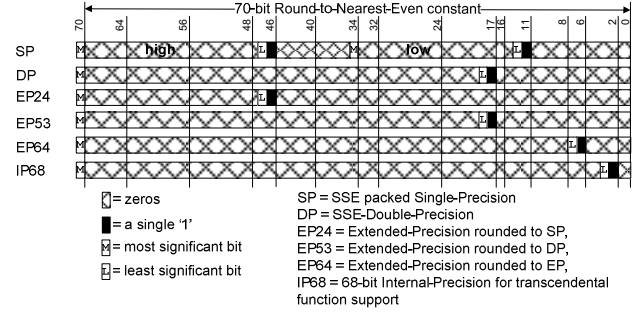 70-bit Round-to-Nearest-Even constant
70 64 56 48 46 40 34 32 24 17 16 11 8 6 2 0
SP M high L M low L
DP M L
EP24 M L
EP53 M L
EP64 M L
IP68 M L
= zeros
= a single '1'
M = most significant bit
L = least significant bit
SP = SSE packed Single-Precision
DP = SSE-Double-Precision
EP24 = Extended-Precision rounded to SP,
EP53 = Extended-Precision rounded to DP,
EP64 = Extended-Precision rounded to EP,
IP68 = 68-bit Internal-Precision for transcendental
function support